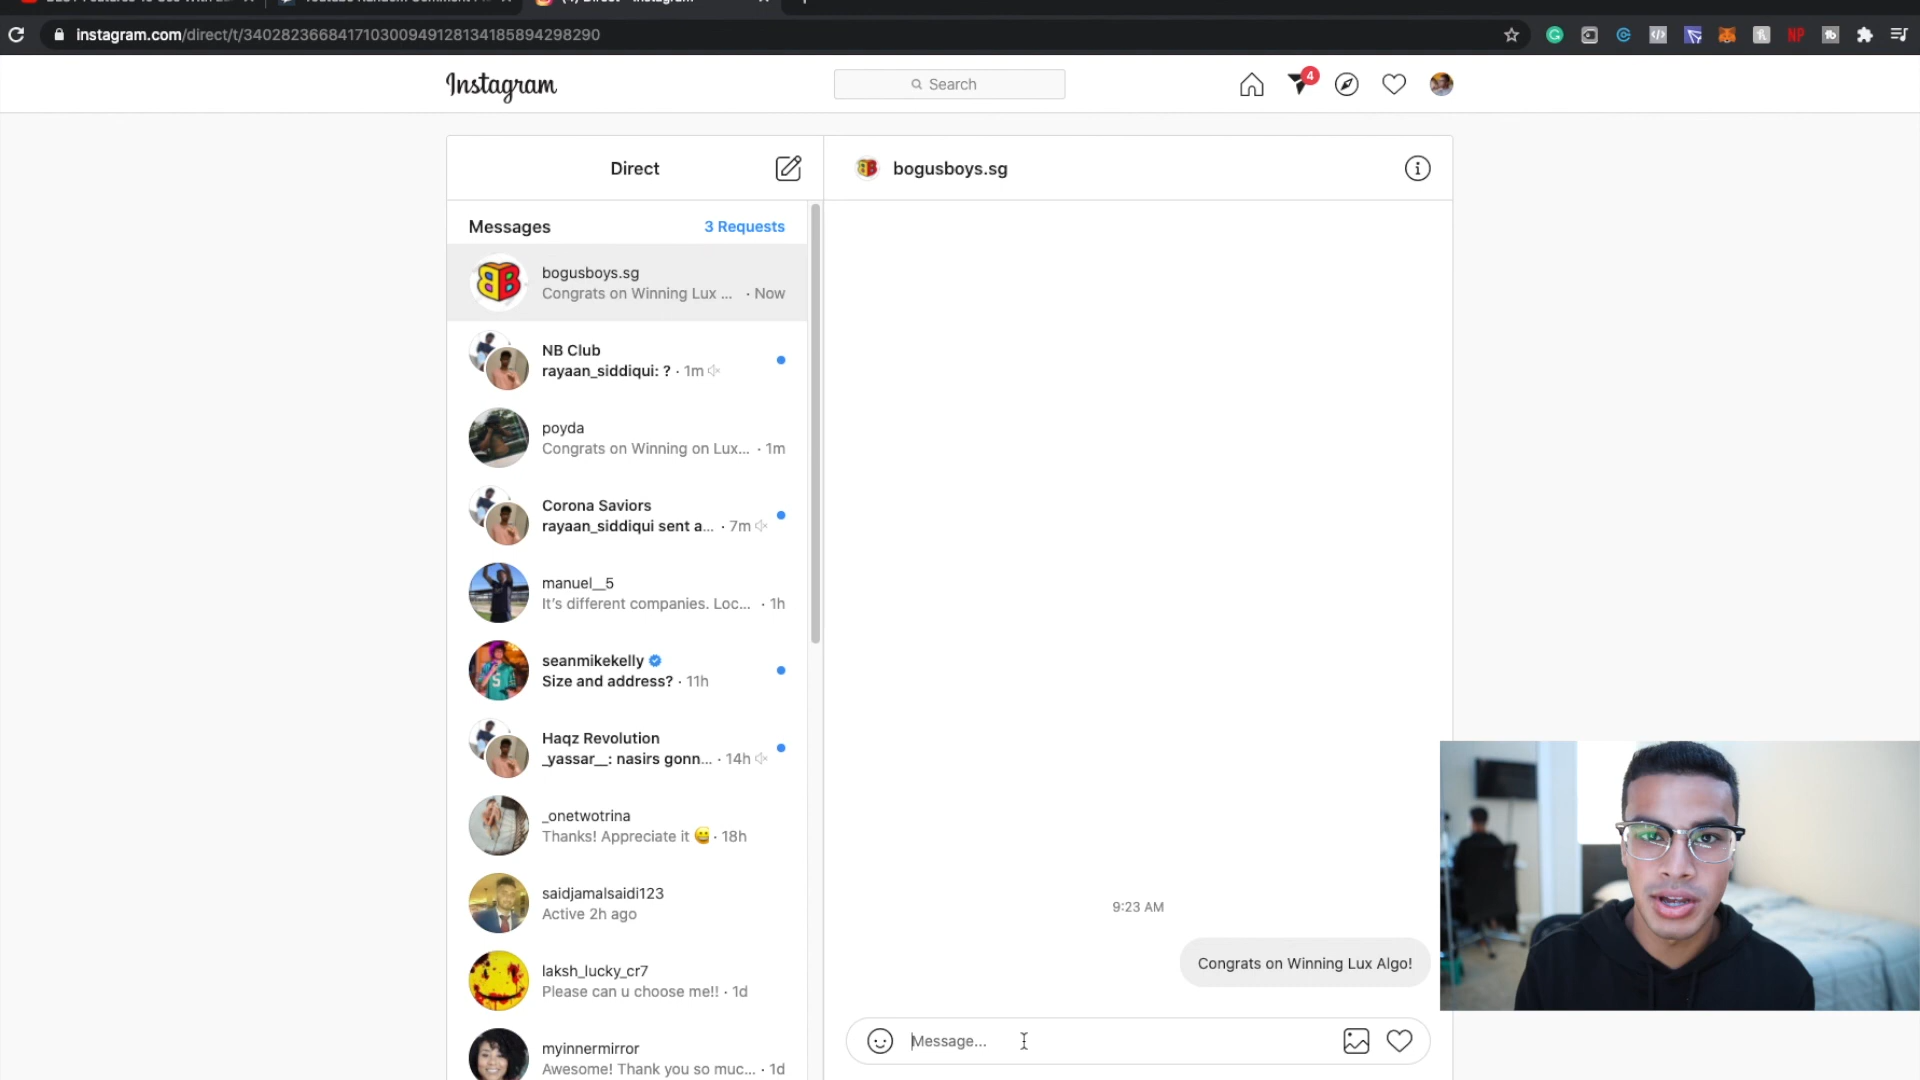 instagram.com/direct/t/340282366841710300949128134185894298290
Instagram
Search
4
Direct
bogusboys.sg
Messages
3 Requests
bogusboys.sg
Congrats on Winning Lux ... · Now
NB Club
rayaan_siddiqui: ? · 1m
poyda
Congrats on Winning on Lux... · 1m
Corona Saviors
rayaan_siddiqui sent a... · 7m
manuel__5
It's different companies. Loc... · 1h
seanmikekelly
Size and address? · 11h
Haqz Revolution
_yassar__: nasirs gonn... · 14h
_onetwotrina
Thanks! Appreciate it 😀 · 18h
saidjamalsaidi123
Active 2h ago
laksh_lucky_cr7
Please can u choose me!! · 1d
myinnermirror
Awesome! Thank you so muc... · 1d
9:23 AM
Congrats on Winning Lux Algo!
Message...